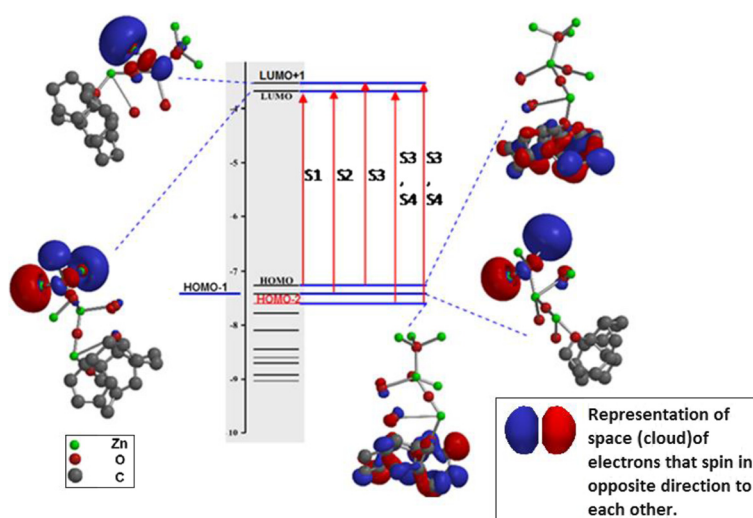 LUMO+1
LUMO
-4
-5
-6
-7
-8
-9
-10
S1
S2
S3
S3
,
S4
S3
,
S4
HOMO
HOMO-1
HOMO-2
Zn
O
C
Representation of
space (cloud)of
electrons that spin in
opposite direction to
each other.